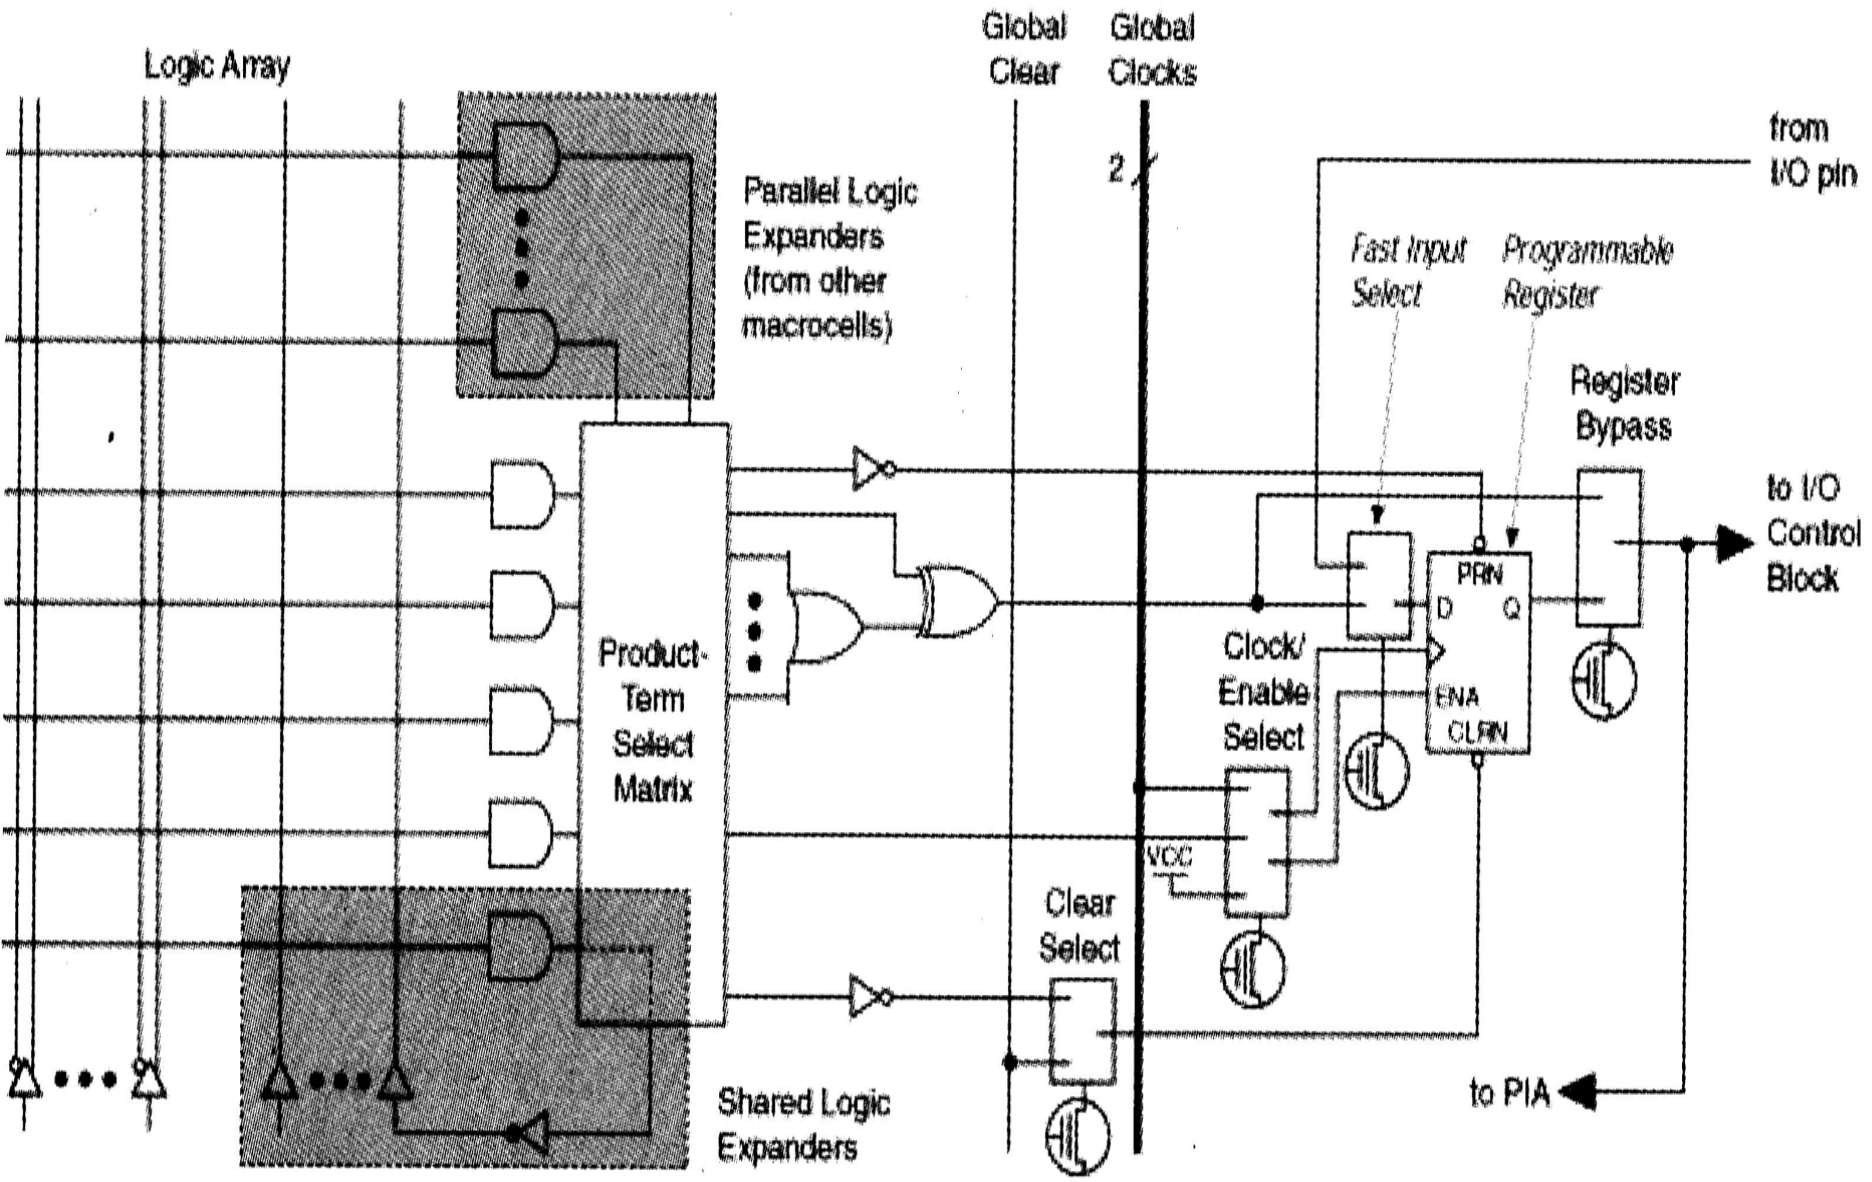 Logic Array
Global
Clear
Global
Clocks
2
from
I/O pin
Parallel Logic
Expanders
(from other
macrocells)
Fast Input
Select
Programmable
Register
Register
Bypass
to I/O
Control
Block
PRN
D
Q
ENA
CLRN
Clock/
Enable
Select
Product-
Term
Select
Matrix
VCC
Clear
Select
to PIA
Shared Logic
Expanders